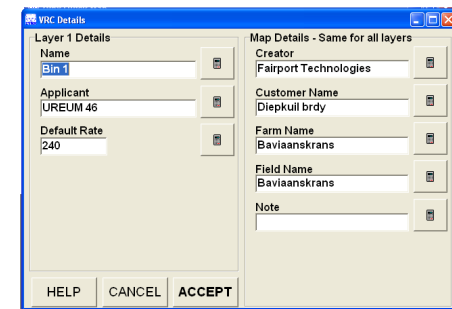 VRC Details
Layer 1 Details
Name
Bin 1
Applicant
UREUM 46
Default Rate
240
Map Details - Same for all layers
Creator
Fairport Technologies
Customer Name
Diepkuil brdy
Farm Name
Baviaanskrans
Field Name
Baviaanskrans
Note
HELP
CANCEL
ACCEPT